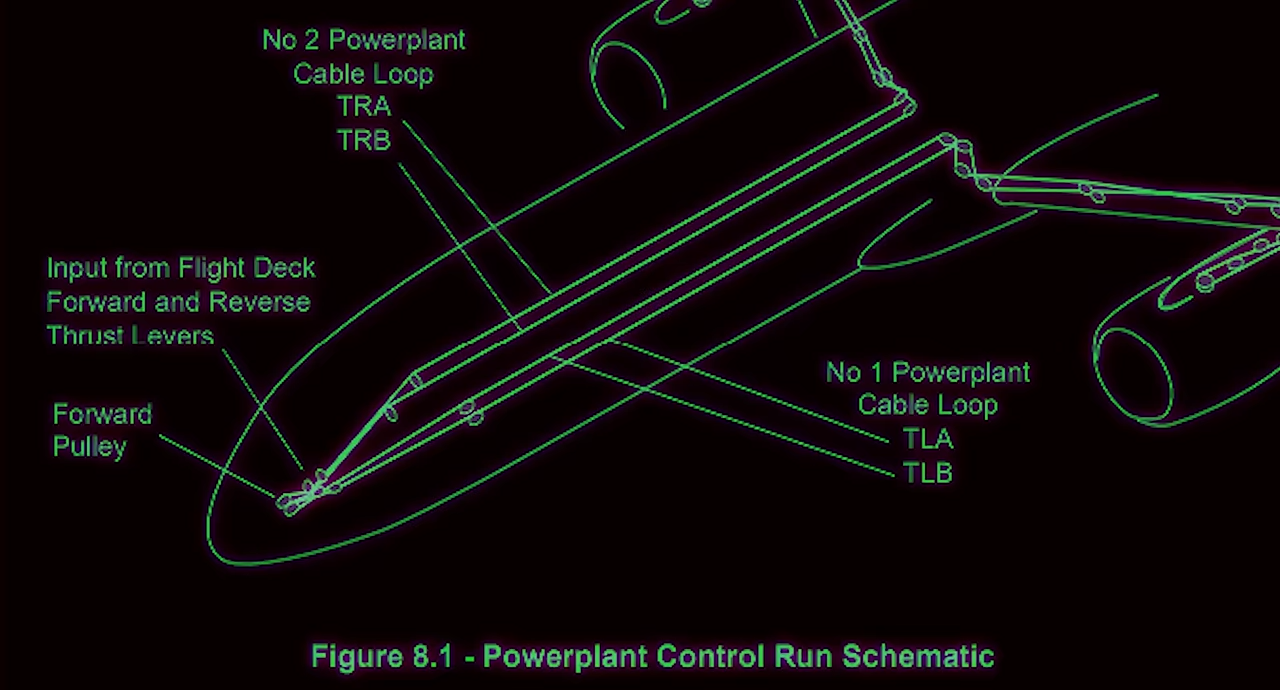 No 2 Powerplant
Cable Loop
TRA
TRB
Input from Flight Deck
Forward and Reverse
Thrust Levers
Forward
Pulley
No 1 Powerplant
Cable Loop
TLA
TLB
Figure 8.1 - Powerplant Control Run Schematic